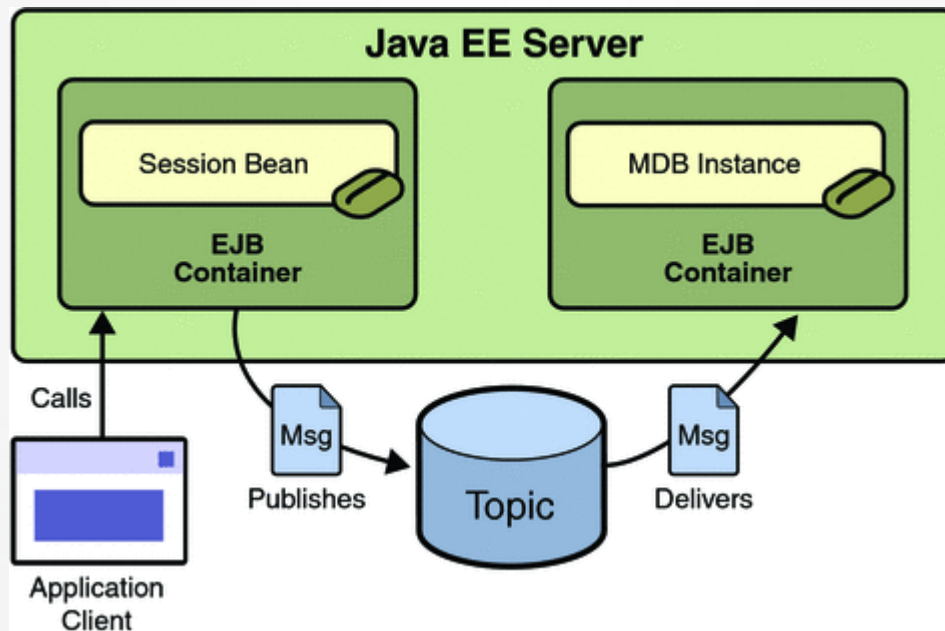 Java EE Server
Session Bean
EJB
Container
MDB Instance
EJB
Container
Calls
Msg
Publishes
Topic
Msg
Delivers
Application
Client